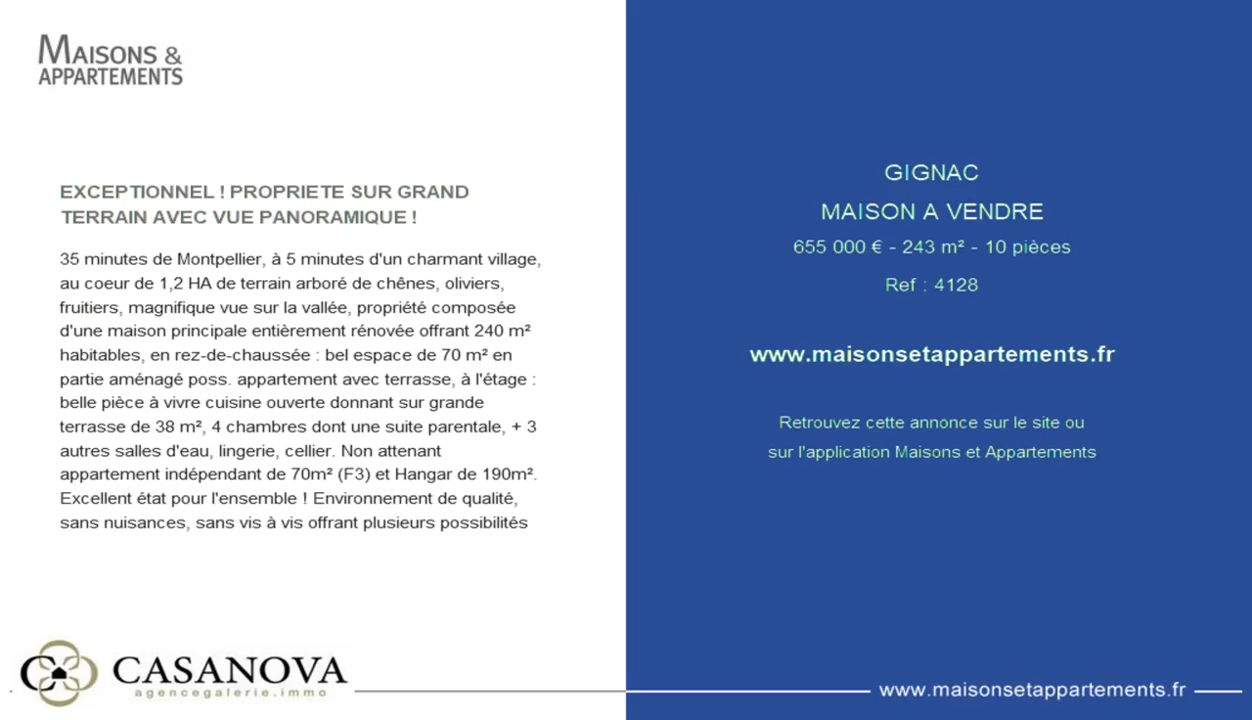 MAISONS &
APPARTEMENTS
EXCEPTIONNEL ! PROPRIETE SUR GRAND
TERRAIN AVEC VUE PANORAMIQUE !
35 minutes de Montpellier, à 5 minutes d'un charmant village,
au coeur de 1,2 HA de terrain arboré de chênes, oliviers,
fruitiers, magnifique vue sur la vallée, propriété composée
d'une maison principale entièrement rénovée offrant 240 m²
habitables, en rez-de-chaussée : bel espace de 70 m² en
partie aménagé poss. appartement avec terrasse, à l'étage :
belle pièce à vivre cuisine ouverte donnant sur grande
terrasse de 38 m², 4 chambres dont une suite parentale, + 3
autres salles d'eau, lingerie, cellier. Non attenant
appartement indépendant de 70m² (F3) et Hangar de 190m².
Excellent état pour l'ensemble ! Environnement de qualité,
sans nuisances, sans vis à vis offrant plusieurs possibilités
CASANOVA
agencegalerie.immo
GIGNAC
MAISON A VENDRE
655 000 € - 243 m² - 10 pièces
Ref : 4128
www.maisonsetappartements.fr
Retrouvez cette annonce sur le site ou
sur l'application Maisons et Appartements
www.maisonsetappartements.fr